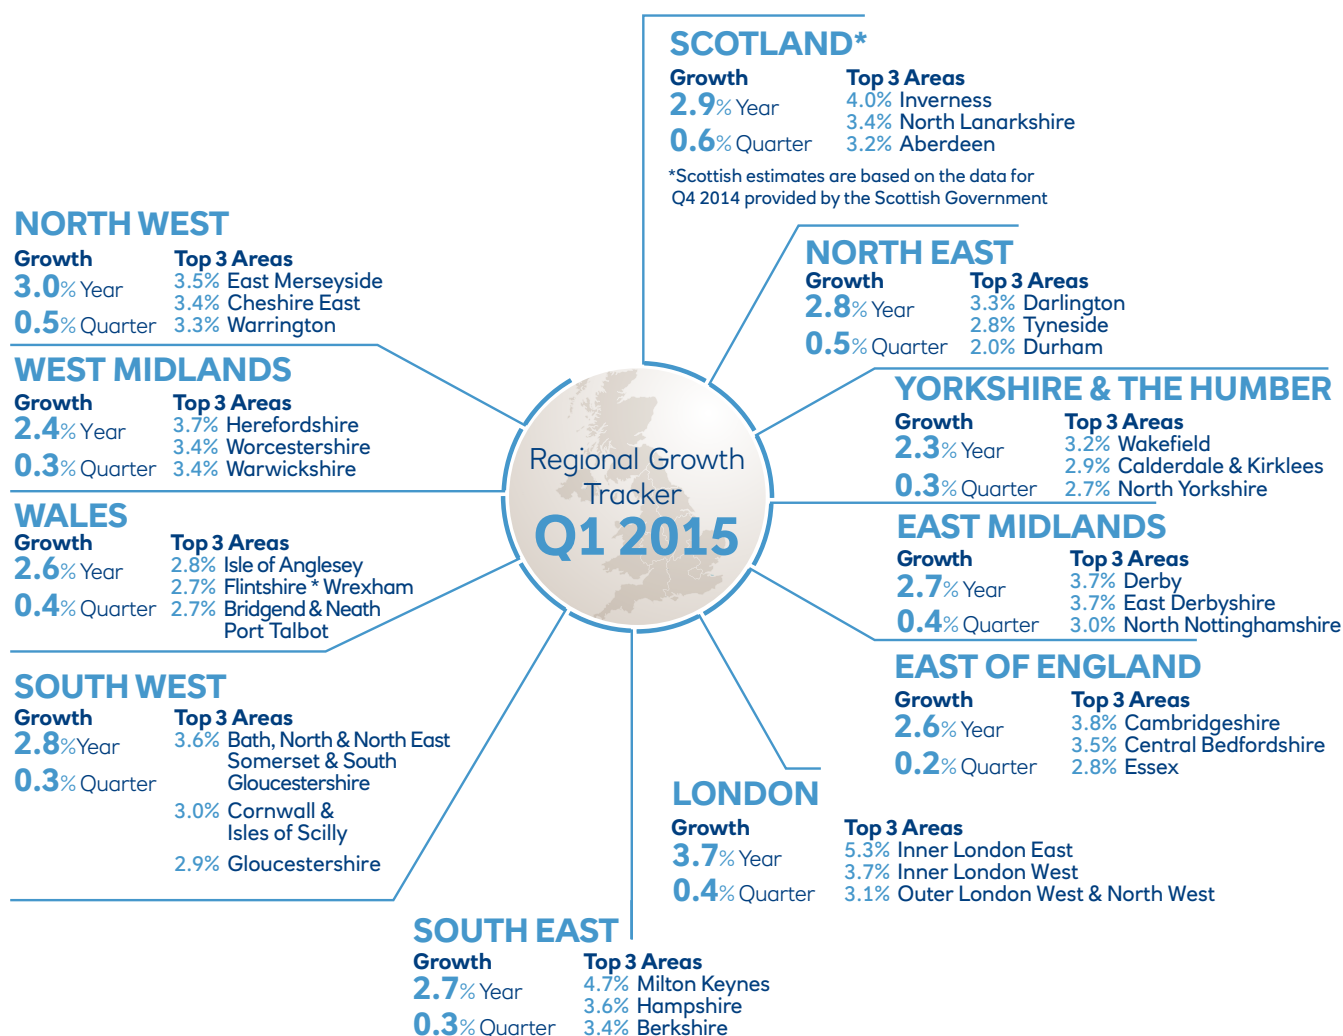 SCOTLAND*
Growth
2.9% Year
0.6% Quarter
Top 3 Areas
4.0% Inverness
3.4% North Lanarkshire
3.2% Aberdeen
*Scottish estimates are based on the data for
Q4 2014 provided by the Scottish Government
NORTH WEST
Growth
3.0% Year
0.5% Quarter
Top 3 Areas
3.5% East Merseyside
3.4% Cheshire East
3.3% Warrington
NORTH EAST
Growth
2.8% Year
0.5% Quarter
Top 3 Areas
3.3% Darlington
2.8% Tyneside
2.0% Durham
WEST MIDLANDS
Growth
2.4% Year
0.3% Quarter
Top 3 Areas
3.7% Herefordshire
3.4% Worcestershire
3.4% Warwickshire
Regional Growth
Tracker
Q1 2015
YORKSHIRE & THE HUMBER
Growth
2.3% Year
0.3% Quarter
Top 3 Areas
3.2% Wakefield
2.9% Calderdale & Kirklees
2.7% North Yorkshire
WALES
Growth
2.6% Year
0.4% Quarter
Top 3 Areas
2.8% Isle of Anglesey
2.7% Flintshire * Wrexham
2.7% Bridgend & Neath
Port Talbot
EAST MIDLANDS
Growth
2.7% Year
0.4% Quarter
Top 3 Areas
3.7% Derby
3.7% East Derbyshire
3.0% North Nottinghamshire
SOUTH WEST
Growth
2.8%Year
0.3% Quarter
Top 3 Areas
3.6% Bath, North & North East
Somerset & South
Gloucestershire
3.0% Cornwall &
Isles of Scilly
2.9% Gloucestershire
EAST OF ENGLAND
Growth
2.6% Year
0.2% Quarter
Top 3 Areas
3.8% Cambridgeshire
3.5% Central Bedfordshire
2.8% Essex
LONDON
Growth
3.7% Year
0.4% Quarter
Top 3 Areas
5.3% Inner London East
3.7% Inner London West
3.1% Outer London West & North West
SOUTH EAST
Growth
2.7% Year
0.3% Quarter
Top 3 Areas
4.7% Milton Keynes
3.6% Hampshire
3.4% Berkshire